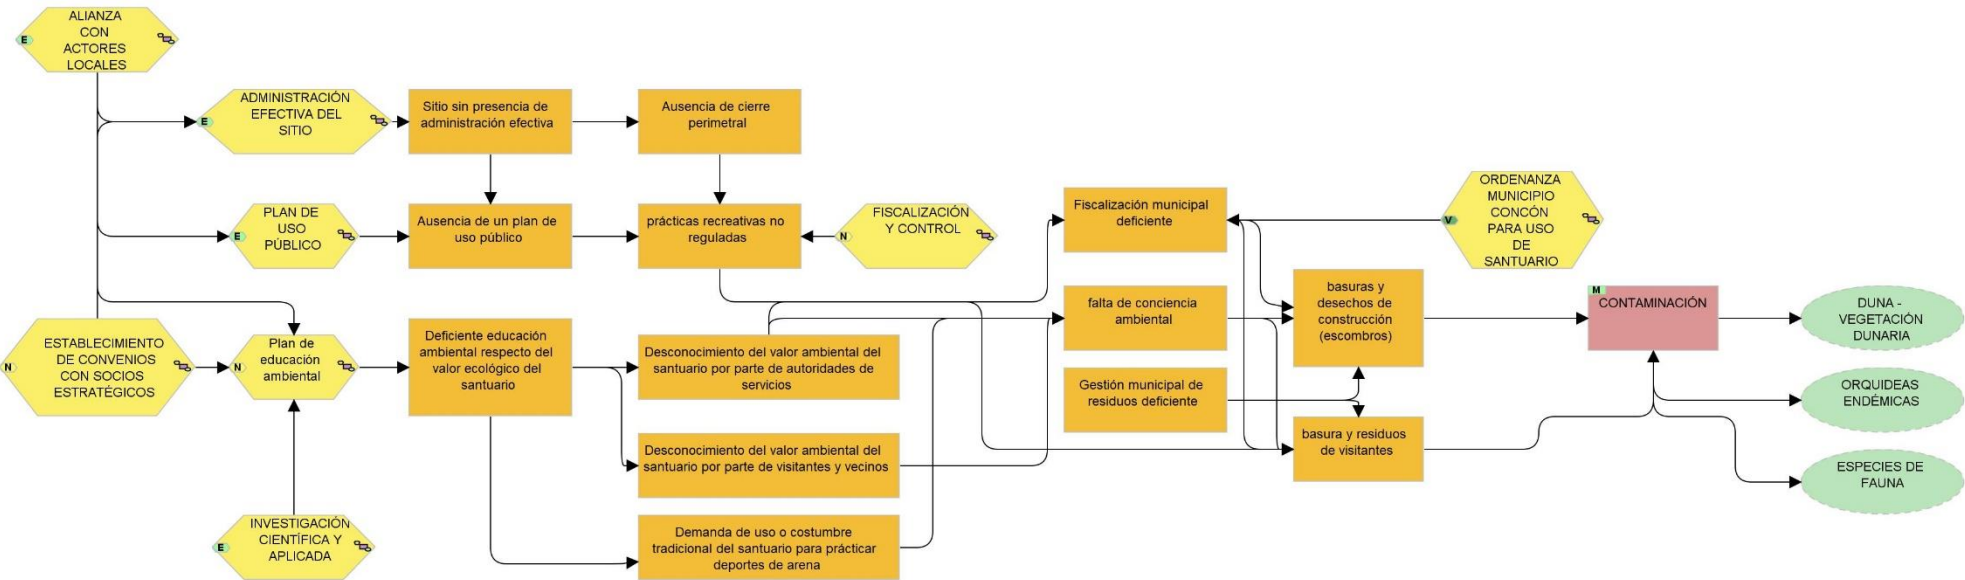 ALIANZA
CON
ACTORES
LOCALES
E
ADMINISTRACIÓN
EFECTIVA DEL
SITIO
E
Sitio sin presencia de
administración efectiva
Ausencia de cierre
perimetral
PLAN DE
USO
PÚBLICO
E
Ausencia de un plan de
uso público
prácticas recreativas no
reguladas
FISCALIZACIÓN
Y CONTROL
N
Fiscalización municipal
deficiente
ORDENANZA
MUNICIPIO
CONCÓN
PARA USO
DE
SANTUARIO
V
ESTABLECIMIENTO
DE CONVENIOS
CON SOCIOS
ESTRATÉGICOS
N
Plan de
educación
ambiental
N
Deficiente educación
ambiental respecto del
valor ecológico del
santuario
Desconocimiento del valor ambiental del
santuario por parte de autoridades de
servicios
falta de conciencia
ambiental
Gestión municipal de
residuos deficiente
basuras y
desechos de
construcción
(escombros)
M
CONTAMINACIÓN
DUNA -
VEGETACIÓN
DUNARIA
ORQUIDEAS
ENDÉMICAS
Desconocimiento del valor ambiental del
santuario por parte de visitantes y vecinos
basura y residuos
de visitantes
ESPECIES DE
FAUNA
INVESTIGACIÓN
CIENTÍFICA Y
APLICADA
E
Demanda de uso o costumbre
tradicional del santuario para prácticar
deportes de arena